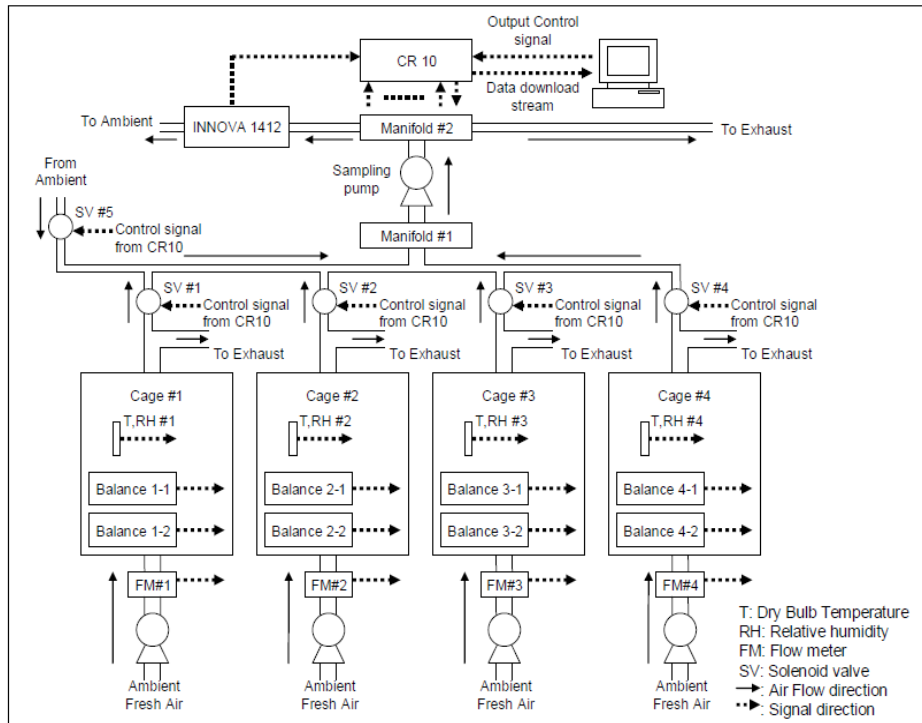 Output Control
signal
CR 10
Data download
stream
To Ambient
INNOVA 1412
Manifold #2
To Exhaust
From
Ambient
Sampling
pump
SV #5
Control signal
from CR10
Manifold #1
SV #1
Control signal
from CR10
SV #2
Control signal
from CR10
SV #3
Control signal
from CR10
SV #4
Control signal
from CR10
To Exhaust
To Exhaust
To Exhaust
To Exhaust
Cage #1
T,RH #1
Balance 1-1
Balance 1-2
FM#1
Ambient
Fresh Air
Cage #2
T,RH #2
Balance 2-1
Balance 2-2
FM#2
Ambient
Fresh Air
Cage #3
T,RH #3
Balance 3-1
Balance 3-2
FM#3
Ambient
Fresh Air
Cage #4
T,RH #4
Balance 4-1
Balance 4-2
FM#4
Ambient
Fresh Air
T: Dry Bulb Temperature
RH: Relative humidity
FM: Flow meter
SV: Solenoid valve
: Air Flow direction
: Signal direction